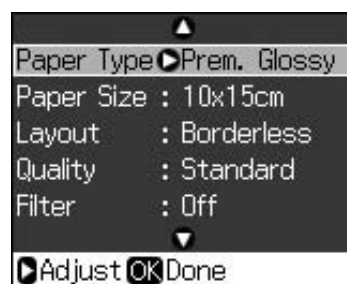 Paper Type Prem. Glossy
Paper Size : 10x15cm
Layout : Borderless
Quality : Standard
Filter : Off
Adjust OK Done